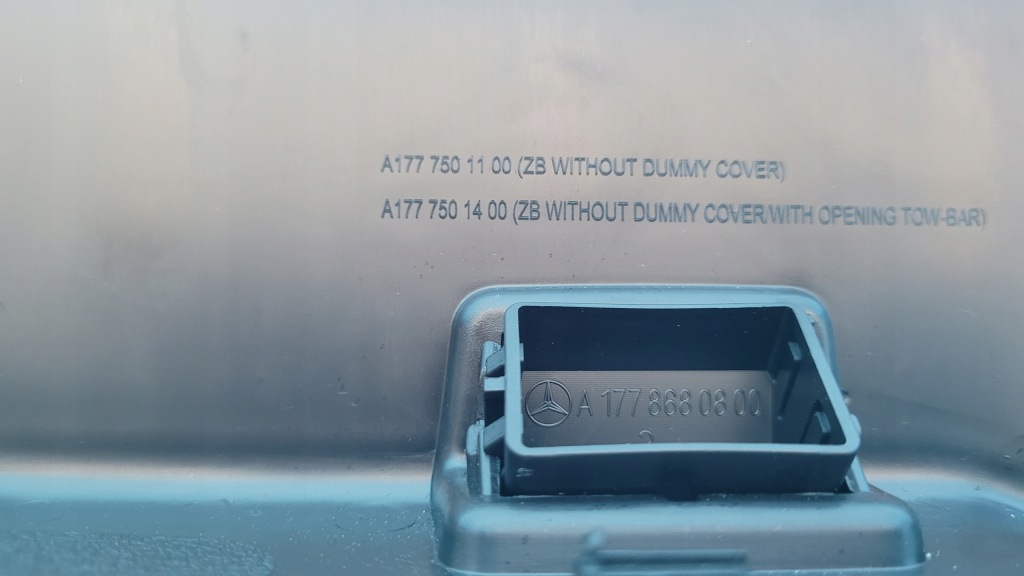 A177 750 11 00 (ZB WITHOUT DUMMY COVER)
A177 750 14 00 (ZB WITHOUT DUMMY COVER/WITH OPENING TOW-BAR)
A 177 868 08 00